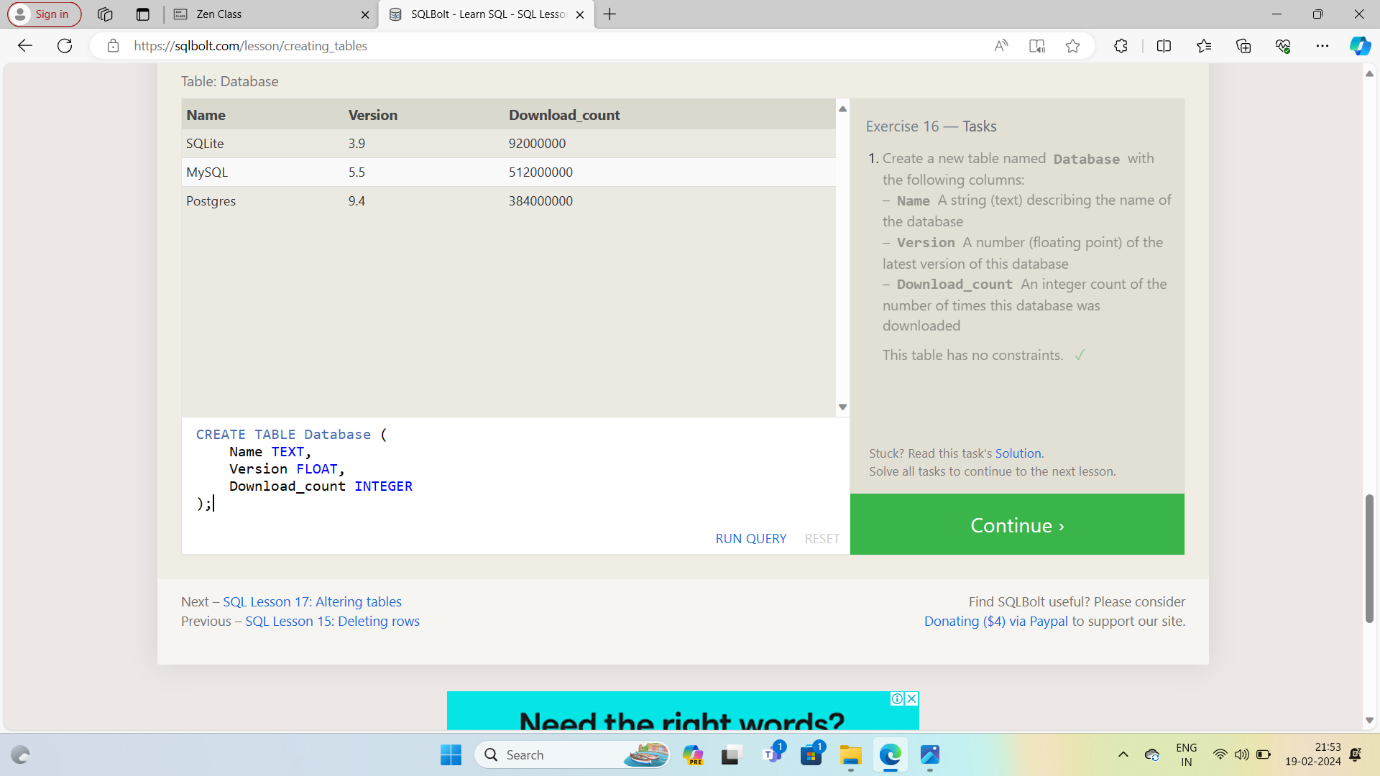 Sign in
Zen Class
SQLBolt - Learn SQL - SQL Lesso
https://sqlbolt.com/lesson/creating_tables
Table: Database
Name Version Download_count
SQLite 3.9 92000000
MySQL 5.5 512000000
Postgres 9.4 384000000
Exercise 16 — Tasks
1. Create a new table named Database with
the following columns:
– Name A string (text) describing the name of
the database
– Version A number (floating point) of the
latest version of this database
– Download_count An integer count of the
number of times this database was
downloaded
This table has no constraints. ✓
CREATE TABLE Database (
Name TEXT,
Version FLOAT,
Download_count INTEGER
);
RUN QUERY RESET
Stuck? Read this task's Solution.
Solve all tasks to continue to the next lesson.
Continue ›
Next – SQL Lesson 17: Altering tables
Previous – SQL Lesson 15: Deleting rows
Find SQLBolt useful? Please consider
Donating ($4) via Paypal to support our site.
Need the right words?
Search
PRE
1
1
ENG
IN
21:53
19-02-2024